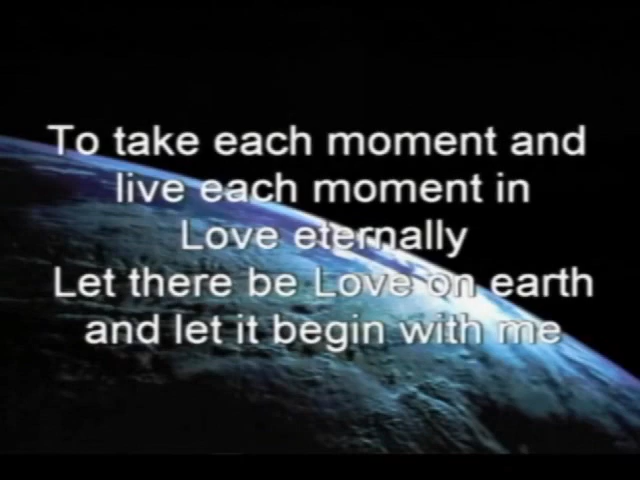 To take each moment and
live each moment in
Love eternally
Let there be Love on earth
and let it begin with me